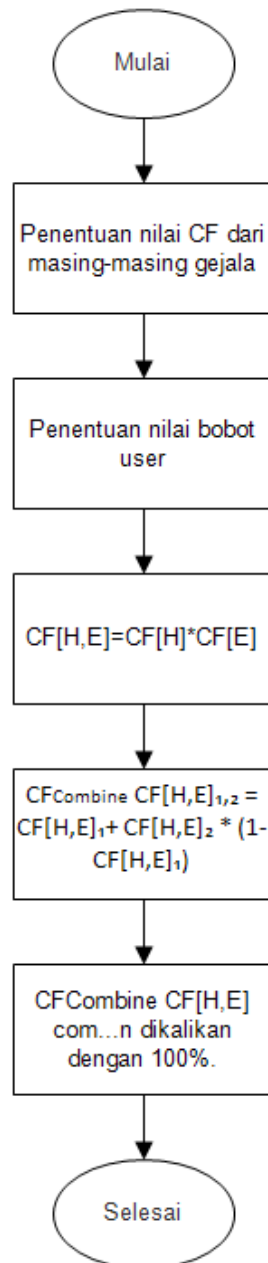 Mulai
Penentuan nilai CF dari
masing-masing gejala
Penentuan nilai bobot
user
CF[H,E]=CF[H]*CF[E]
CFCombine CF[H,E]₁,₂ =
CF[H,E]₁+ CF[H,E]₂ * (1-
CF[H,E]₁)
CFCombine CF[H,E]
com...n dikalikan
dengan 100%.
Selesai